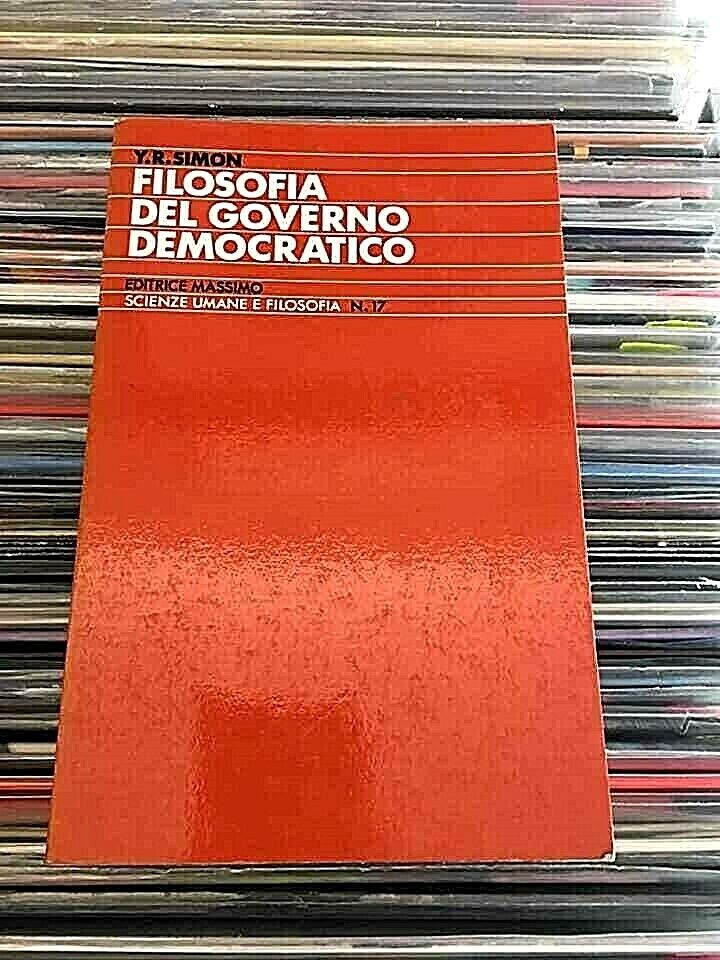 Y.R.SIMON
FILOSOFIA
DEL GOVERNO
DEMOCRATICO
EDITRICE MASSIMO
SCIENZE UMANE E FILOSOFIA N.17